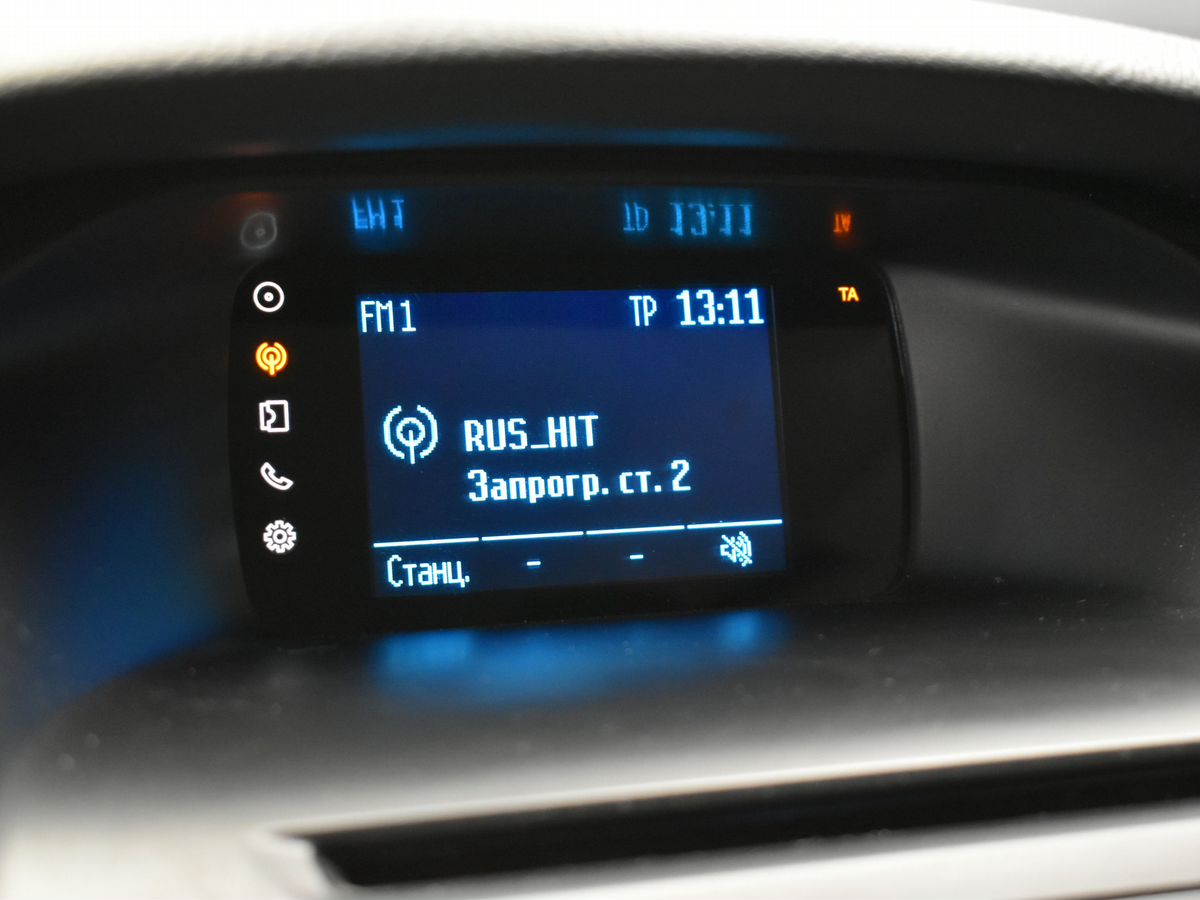 FM1 TP 13:11 TA
RUS_HIT
Запрогр. ст. 2
Станц. - -